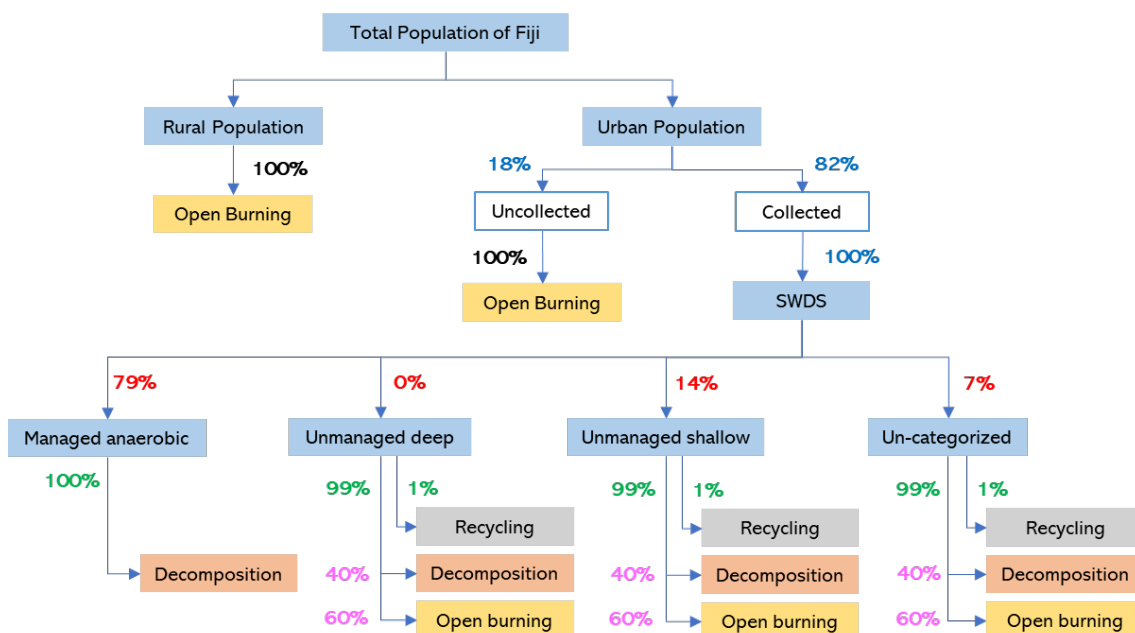 Total Population of Fiji
Rural Population
Urban Population
100%
18%
82%
Open Burning
Uncollected
Collected
100%
100%
Open Burning
SWDS
79%
0%
14%
7%
Managed anaerobic
Unmanaged deep
Unmanaged shallow
Un-categorized
100%
99%
1%
99%
1%
99%
1%
Recycling
Recycling
Recycling
Decomposition
40%
Decomposition
40%
Decomposition
40%
Decomposition
60%
Open burning
60%
Open burning
60%
Open burning